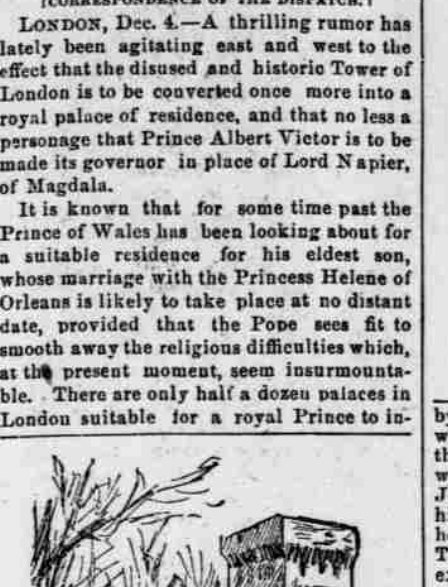 [CORRESPONDENCE OF THE DISPATCH.]
LONDON, Dec. 4.—A thrilling rumor has
lately been agitating east and west to the
effect that the disused and historic Tower of
London is to be converted once more into a
royal palace of residence, and that no less a
personage that Prince Albert Victor is to be
made its governor in place of Lord Napier,
of Magdala.
It is known that for some time past the
Prince of Wales has been looking about for
a suitable residence for his eldest son,
whose marriage with the Princess Helene of
Orleans is likely to take place at no distant
date, provided that the Pope sees fit to
smooth away the religious difficulties which,
at the present moment, seem insurmounta-
ble. There are only half a dozen palaces in
London suitable for a royal Prince to in-